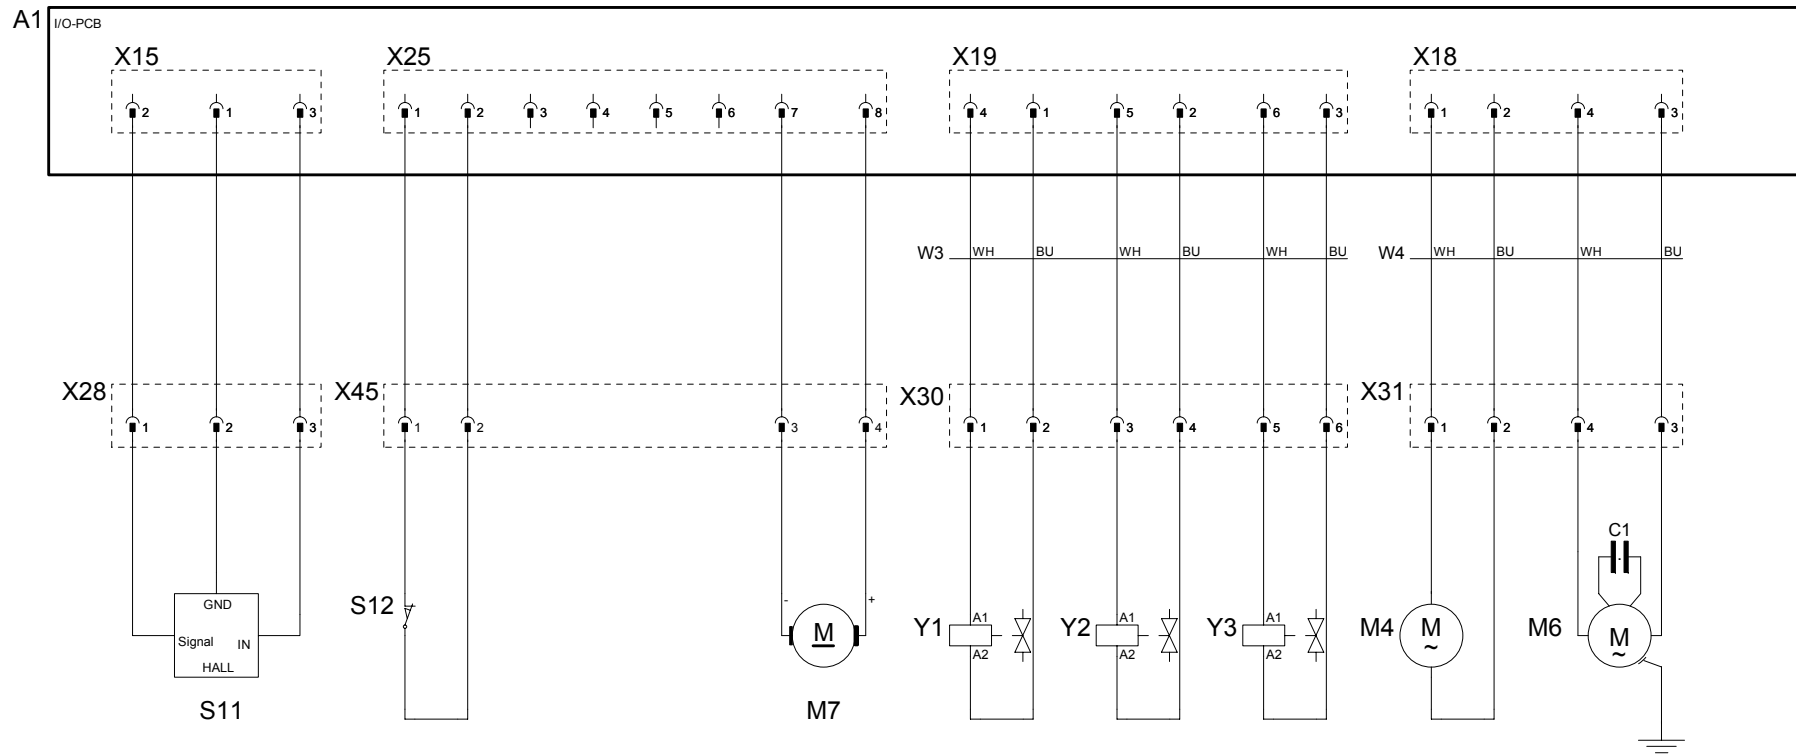 A1 I/O-PCB
X15 X25 X19 X18
2 1 3 1 2 3 4 5 6 7 8 4 1 5 2 6 3 1 2 4 3
W3 WH BU WH BU WH BU W4 WH BU WH BU
X28 X45 X30 X31
1 2 3 1 2 3 4 1 2 3 4 5 6 1 2 4 3
C1
GND S12 - + A1 A1 A1
Signal IN M Y1 Y2 Y3 M4 M ~ M6 M ~
HALL A2 A2 A2
S11 M7